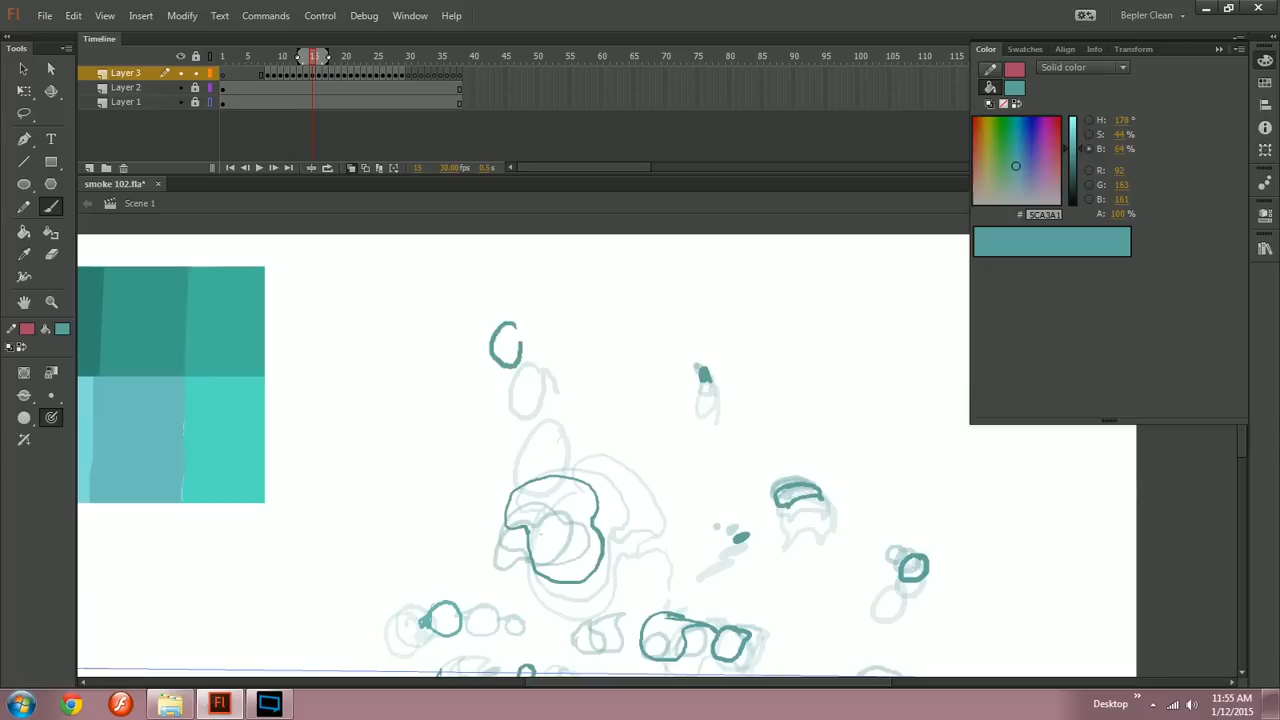 Fl File Edit View Insert Modify Text Commands Control Debug Window Help Bepler Clean
Timeline
1 5 10 15 20 25 30 35 40 45 50 55 60 65 70 75 80 85 90 95 100 105 110 115
Tools
Layer 3
Layer 2
Layer 1
15 30.00 fps 0.5 s
smoke 102.fla*
Scene 1
Color Swatches Align Info Transform
Solid color
H: 178 °
S: 44 %
B: 64 %
R: 92
G: 163
B: 161
# 5CA3A1 A: 100 %
T
Fl
Desktop
11:55 AM
1/12/2015